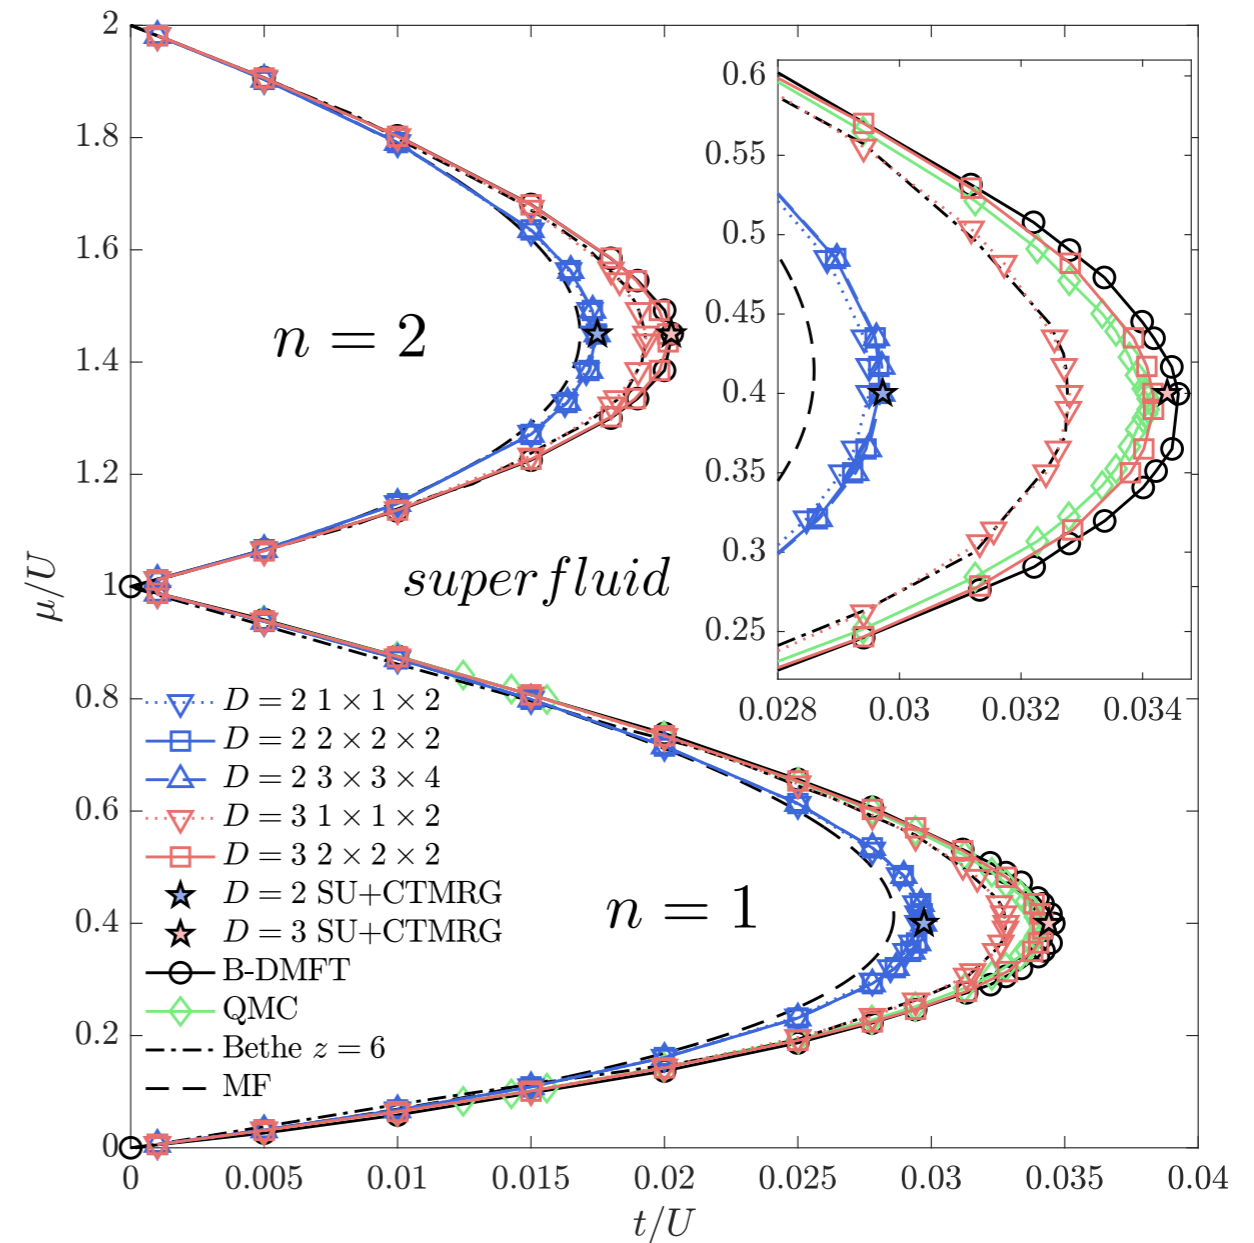 2
1.8
1.6
1.4
1.2
1
0.8
0.6
0.4
0.2
0
μ/U
0
0.005
0.01
0.015
0.02
0.025
0.03
0.035
0.04
t/U
n = 2
superfluid
n = 1
D = 2 1 × 1 × 2
D = 2 2 × 2 × 2
D = 2 3 × 3 × 4
D = 3 1 × 1 × 2
D = 3 2 × 2 × 2
D = 2 SU+CTMRG
D = 3 SU+CTMRG
B-DMFT
QMC
Bethe z = 6
MF
0.6
0.55
0.5
0.45
0.4
0.35
0.3
0.25
0.028
0.03
0.032
0.034